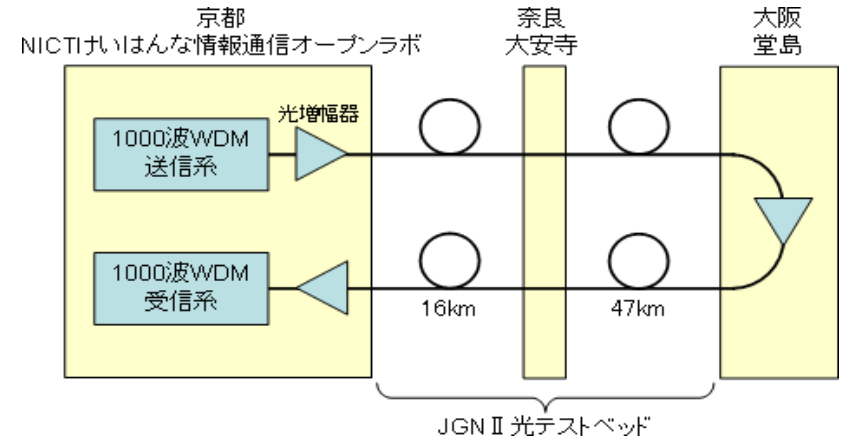 京都
NICTけいはんな情報通信オープンラボ
奈良
大安寺
大阪
堂島
光増幅器
1000波WDM
送信系
1000波WDM
受信系
16km
47km
JGNⅡ光テストベッド